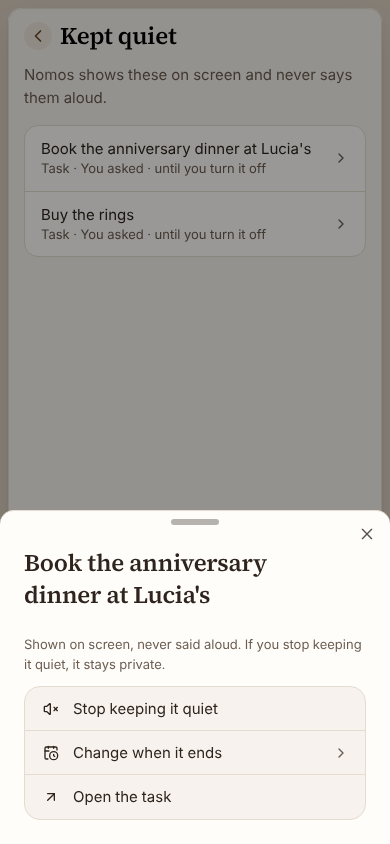 Kept quiet
Nomos shows these on screen and never says
them aloud.
Book the anniversary dinner at Lucia's
Task · You asked · until you turn it off
Buy the rings
Task · You asked · until you turn it off
Book the anniversary
dinner at Lucia's
Shown on screen, never said aloud. If you stop keeping
it quiet, it stays private.
Stop keeping it quiet
Change when it ends
Open the task